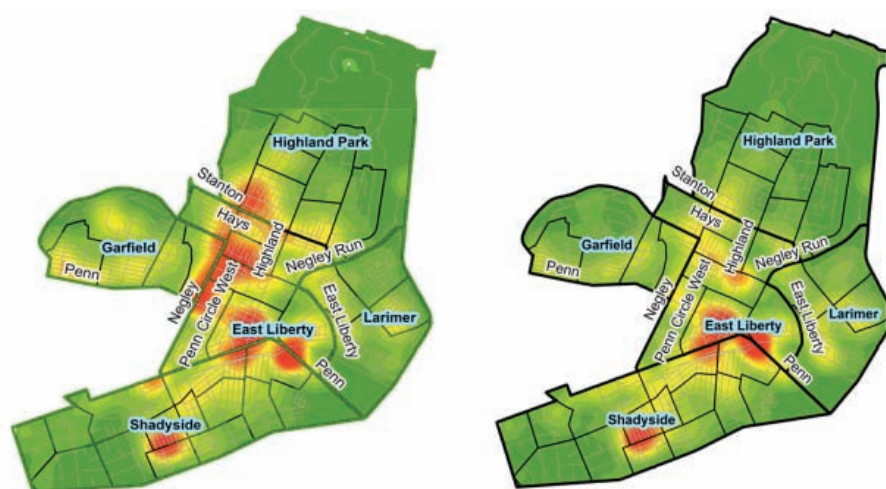 Highland Park
Stanton
Hays
Highland
Garfield
Penn
Negley Run
Negley
Penn Circle West
East Liberty
East Liberty
Larimer
Penn
Shadyside
Highland Park
Stanton
Hays
Highland
Garfield
Penn
Negley Run
Negley
Penn Circle West
East Liberty
East Liberty
Larimer
Penn
Shadyside